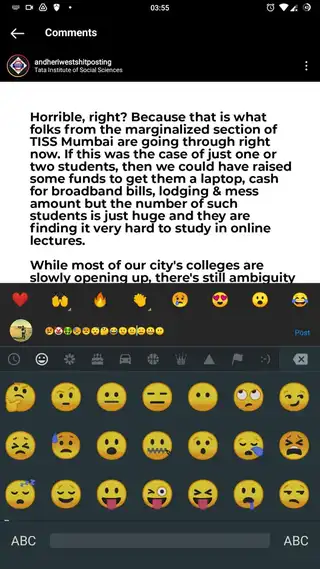 03:55
Comments
andheriwestshitposting
Tata Institute of Social Sciences
Horrible, right? Because that is what
folks from the marginalized section of
TISS Mumbai are going through right
now. If this was the case of just one or
two students, then we could have raised
some funds to get them a laptop, cash
for broadband bills, lodging & mess
amount but the number of such
students is just huge and they are
finding it very hard to study in online
lectures.
While most of our city's colleges are
slowly opening up, there's still ambiguity
Post
:-)
ABC
ABC